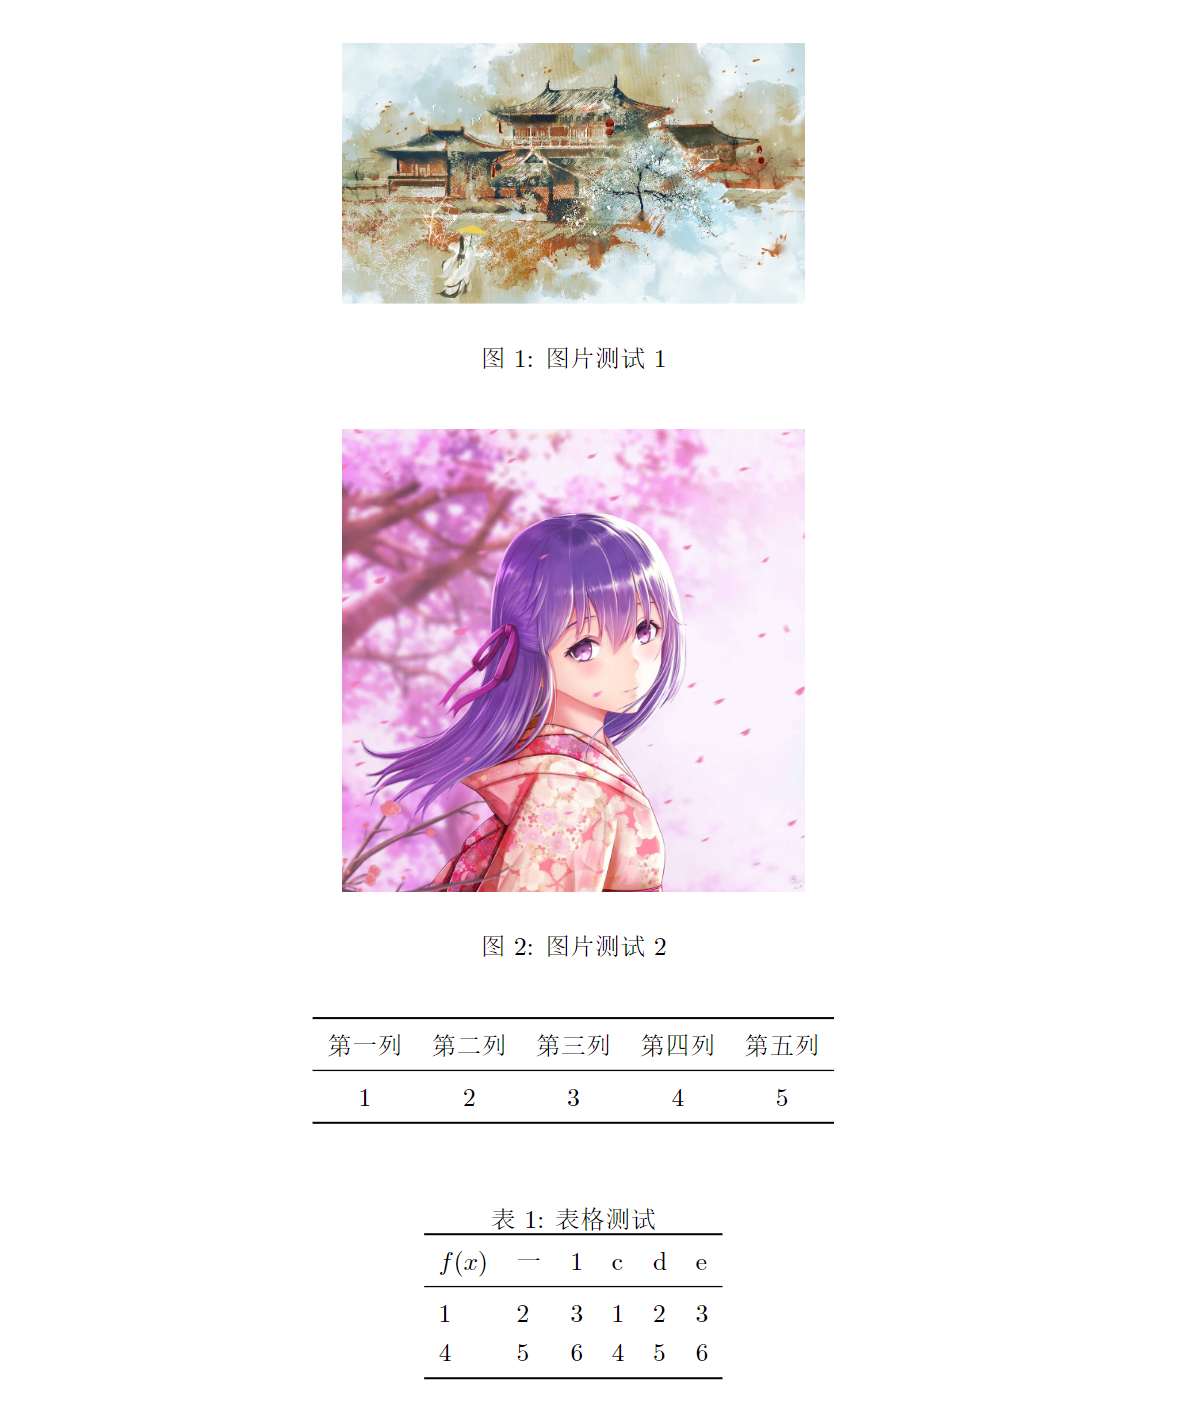 图 1: 图片测试 1
图 2: 图片测试 2
第一列 第二列 第三列 第四列 第五列
1 2 3 4 5
表 1: 表格测试
f(x) 一 1 c d e
1 2 3 1 2 3
4 5 6 4 5 6